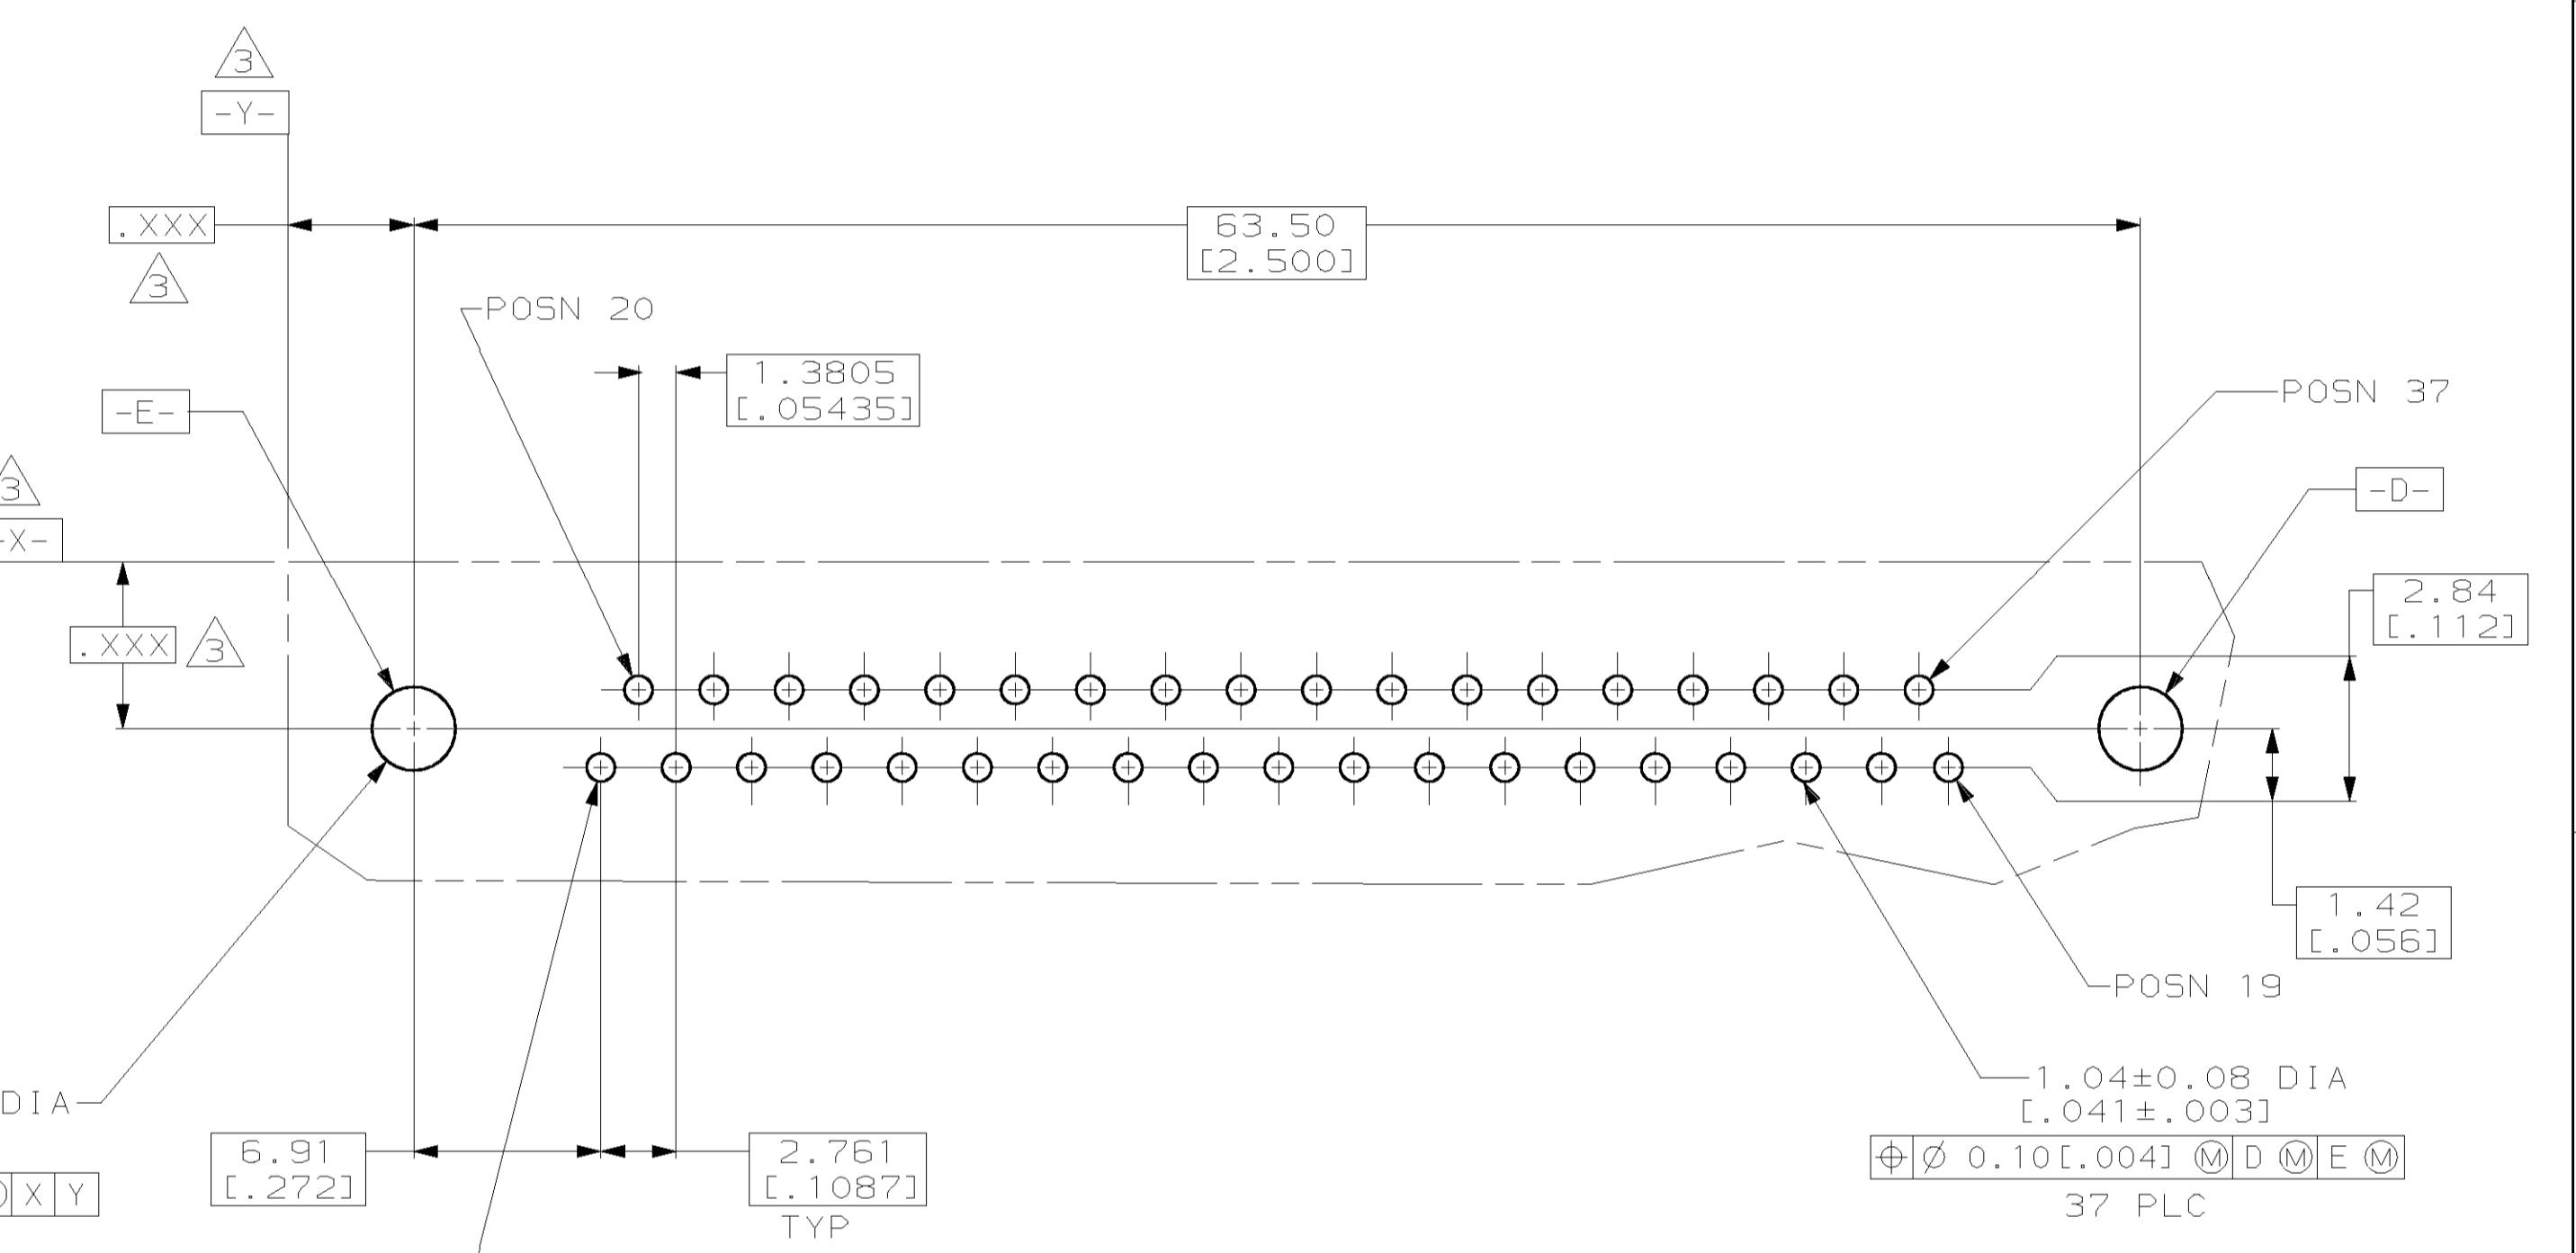 3
-Y-
.XXX
3
63.50
[2.500]
POSN 20
1.3805
[.05435]
POSN 37
-E-
-D-
3
-X-
2.84
[.112]
.XXX 3
1.42
[.056]
POSN 19
1.04±0.08 DIA
[.041±.003]
DIA
6.91
[.272]
2.761
[.1087]
TYP
⌖ ⌀ 0.10[.004] Ⓜ D Ⓜ E Ⓜ
X Y
37 PLC